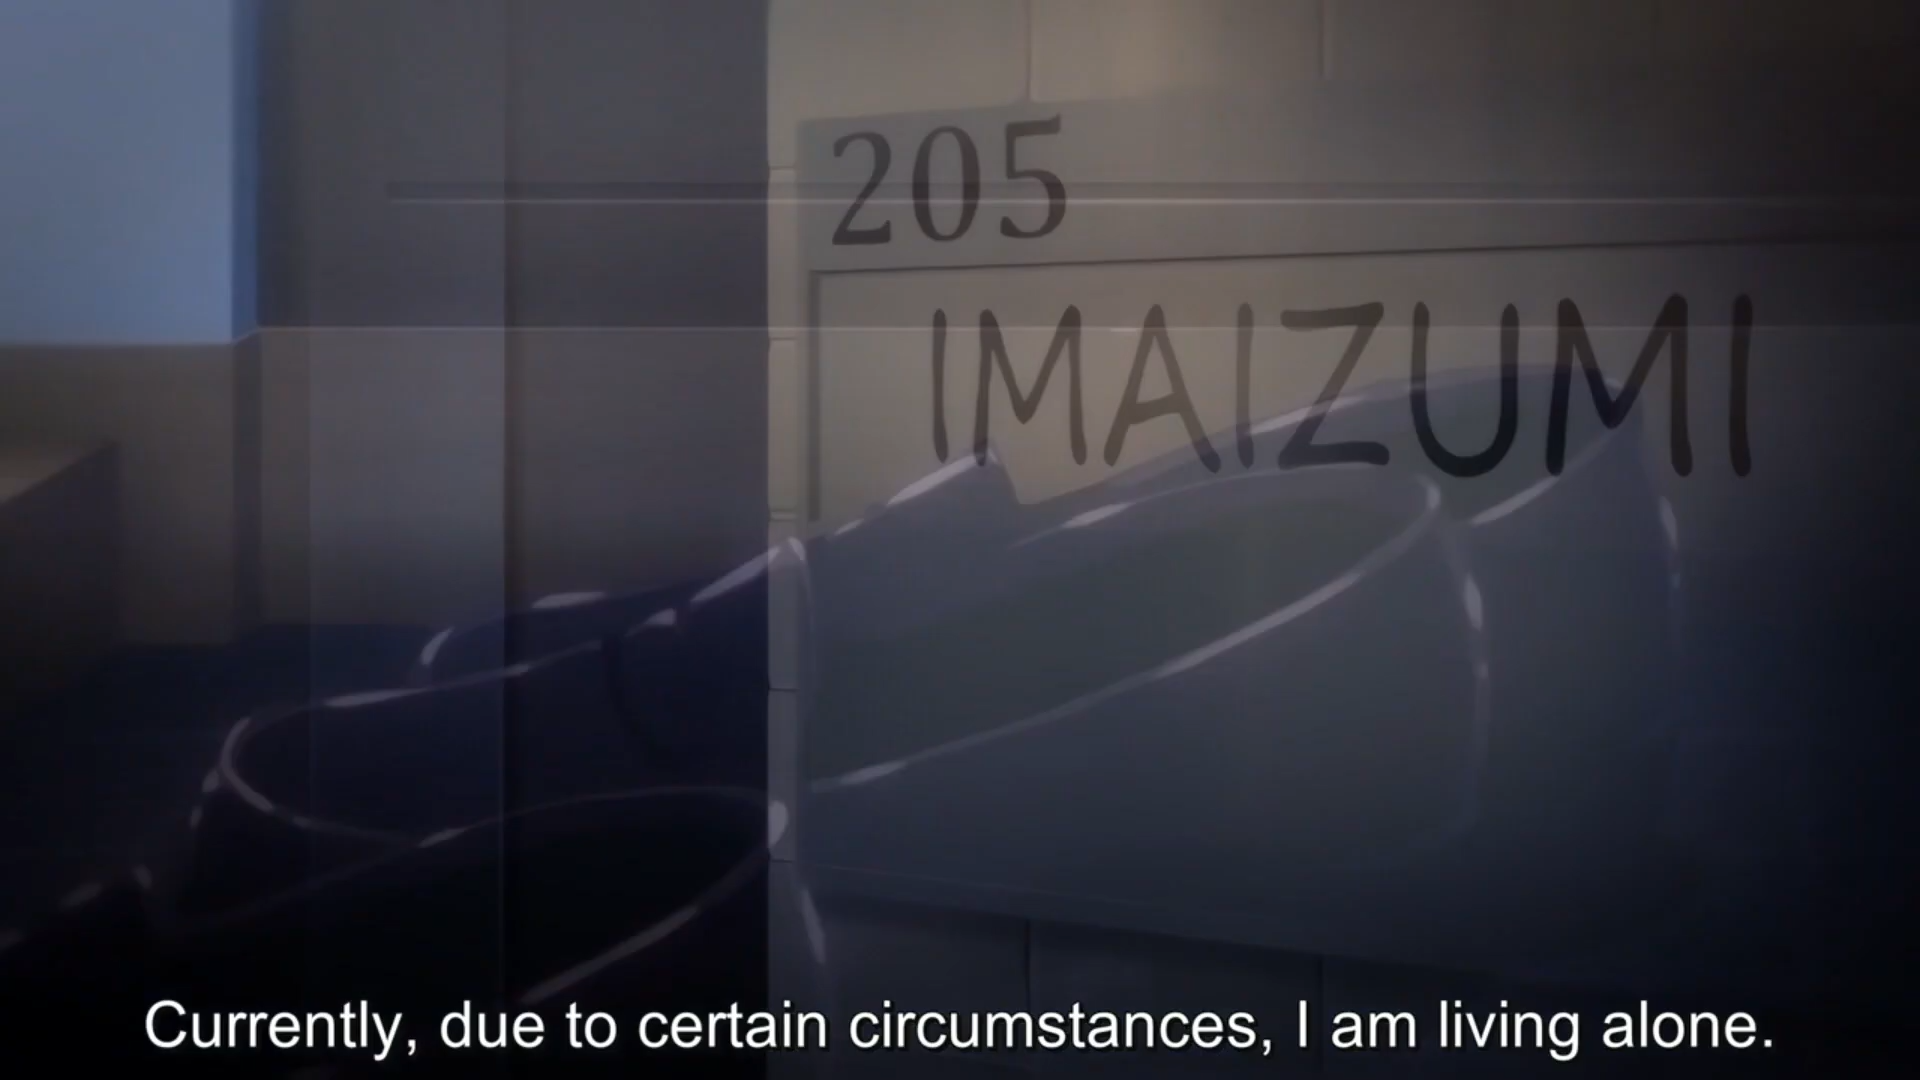 205
IMAIZUMI
Currently, due to certain circumstances, I am living alone.